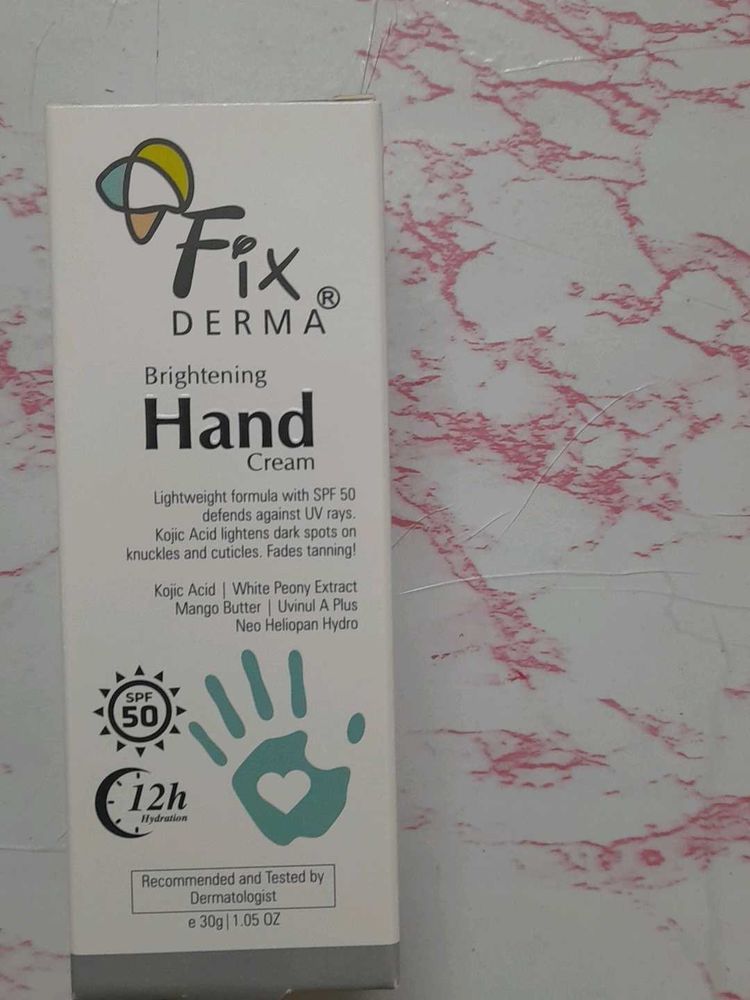 Fix
DERMA®
Brightening
Hand
Cream
Lightweight formula with SPF 50
defends against UV rays.
Kojic Acid lightens dark spots on
knuckles and cuticles. Fades tanning!
Kojic Acid | White Peony Extract
Mango Butter | Uvinul A Plus
Neo Heliopan Hydro
SPF
50
12h
Hydration
Recommended and Tested by
Dermatologist
e 30g | 1.05 OZ